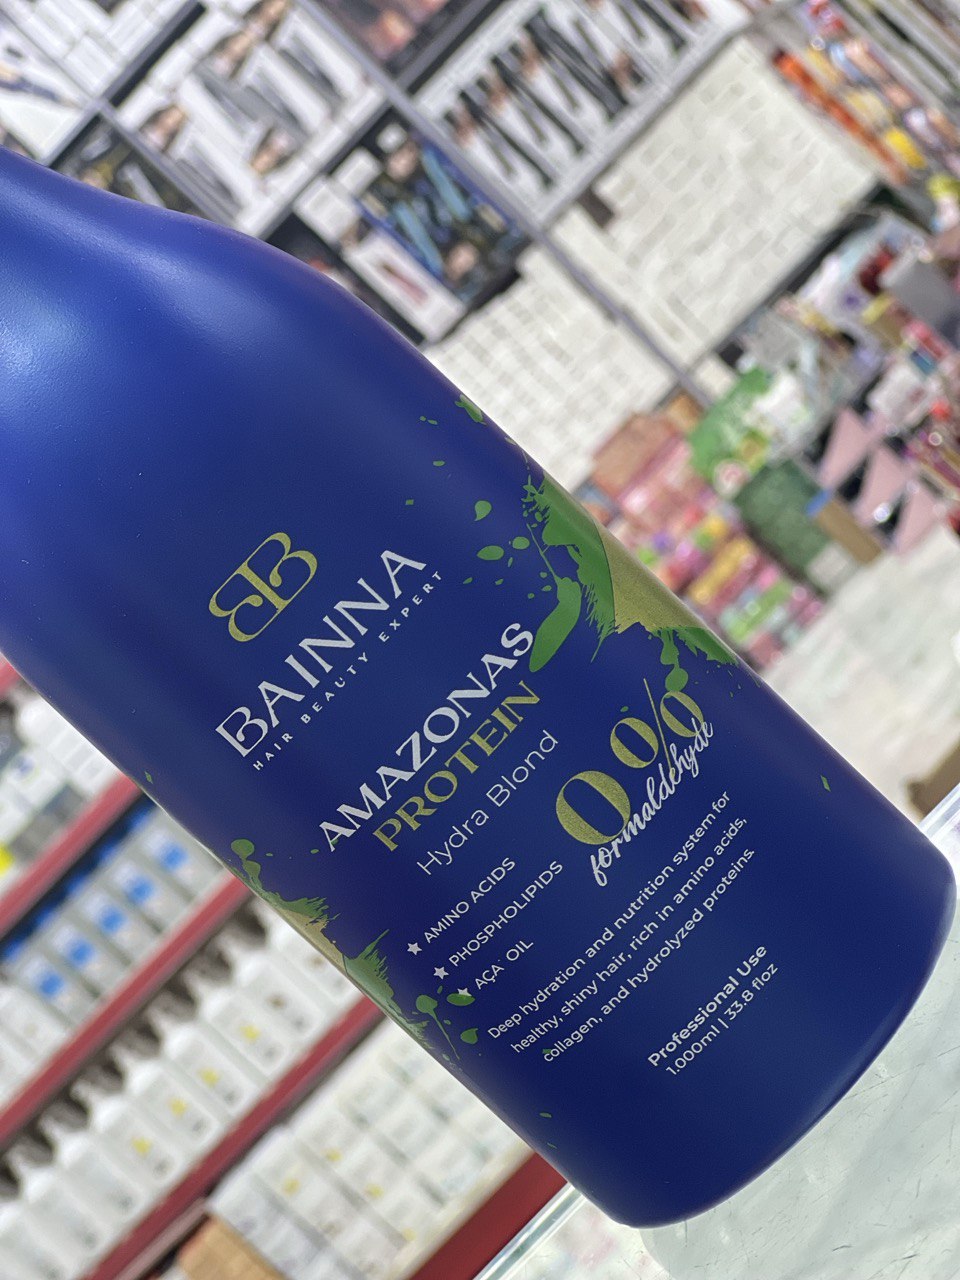 BAINNA
HAIR BEAUTY EXPERT
AMAZONAS
PROTEIN
Hydra Blond
0%
formaldehyde
AMINO ACIDS
PHOSPHOLIPIDS
AÇA´ OIL
Deep hydration and nutrition system for
healthy, shiny hair, rich in amino acids,
collagen, and hydrolyzed proteins.
Professional Use
1.000ml | 33.8 floz